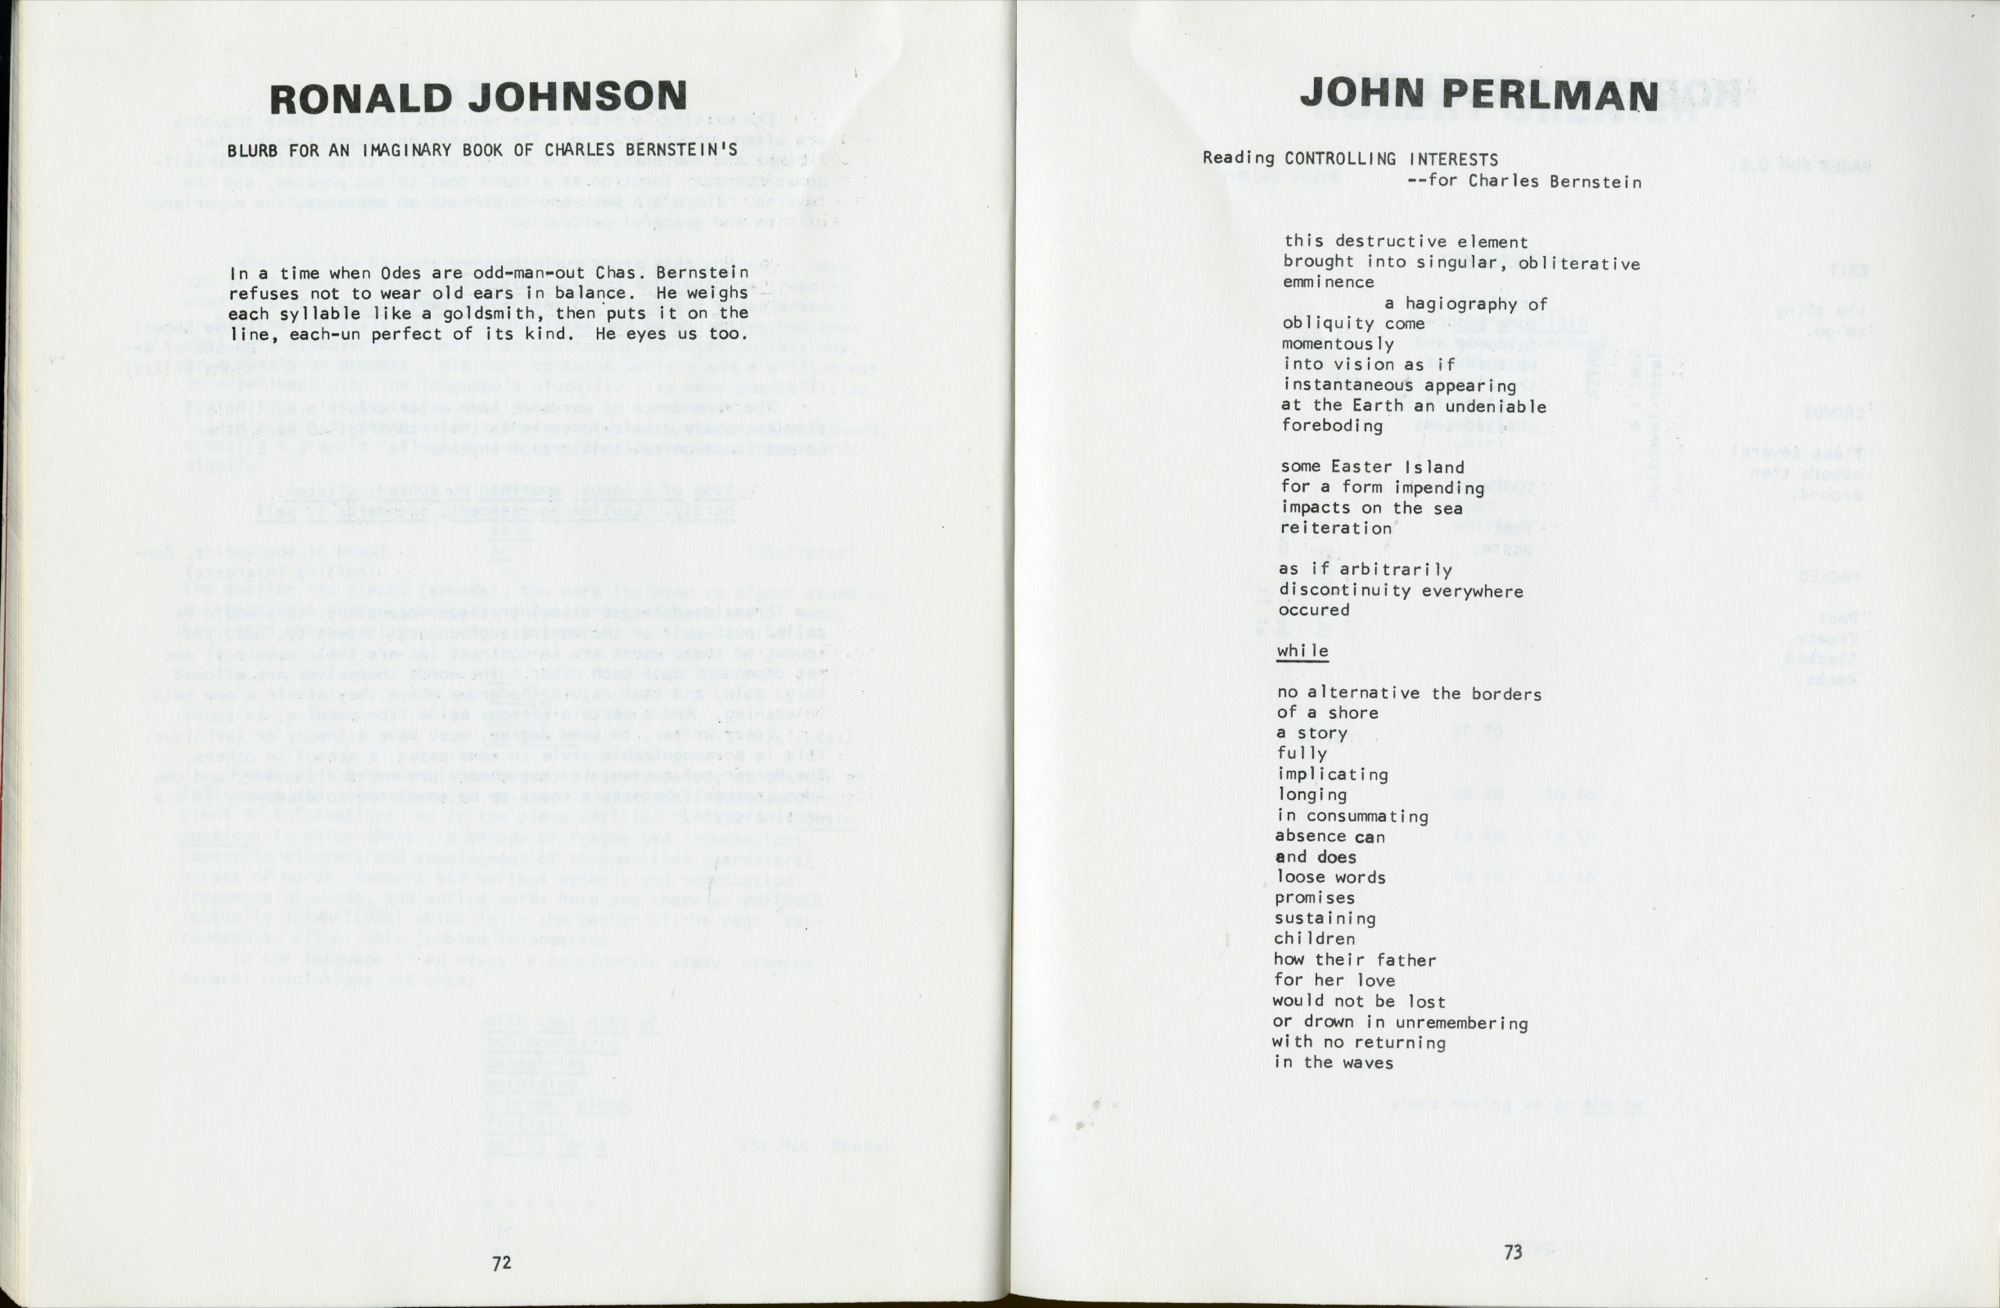 RONALD JOHNSON
BLURB FOR AN IMAGINARY BOOK OF CHARLES BERNSTEIN'S
In a time when Odes are odd-man-out Chas. Bernstein
refuses not to wear old ears in balance. He weighs
each syllable like a goldsmith, then puts it on the
line, each-un perfect of its kind. He eyes us too.
72
JOHN PERLMAN
Reading CONTROLLING INTERESTS
--for Charles Bernstein
this destructive element
brought into singular, obliterative
emminence
a hagiography of
obliquity come
momentously
into vision as if
instantaneous appearing
at the Earth an undeniable
foreboding
some Easter Island
for a form impending
impacts on the sea
reiteration
as if arbitrarily
discontinuity everywhere
occured
while
no alternative the borders
of a shore
a story
fully
implicating
longing
in consummating
absence can
and does
loose words
promises
sustaining
children
how their father
for her love
would not be lost
or drown in unremembering
with no returning
in the waves
73